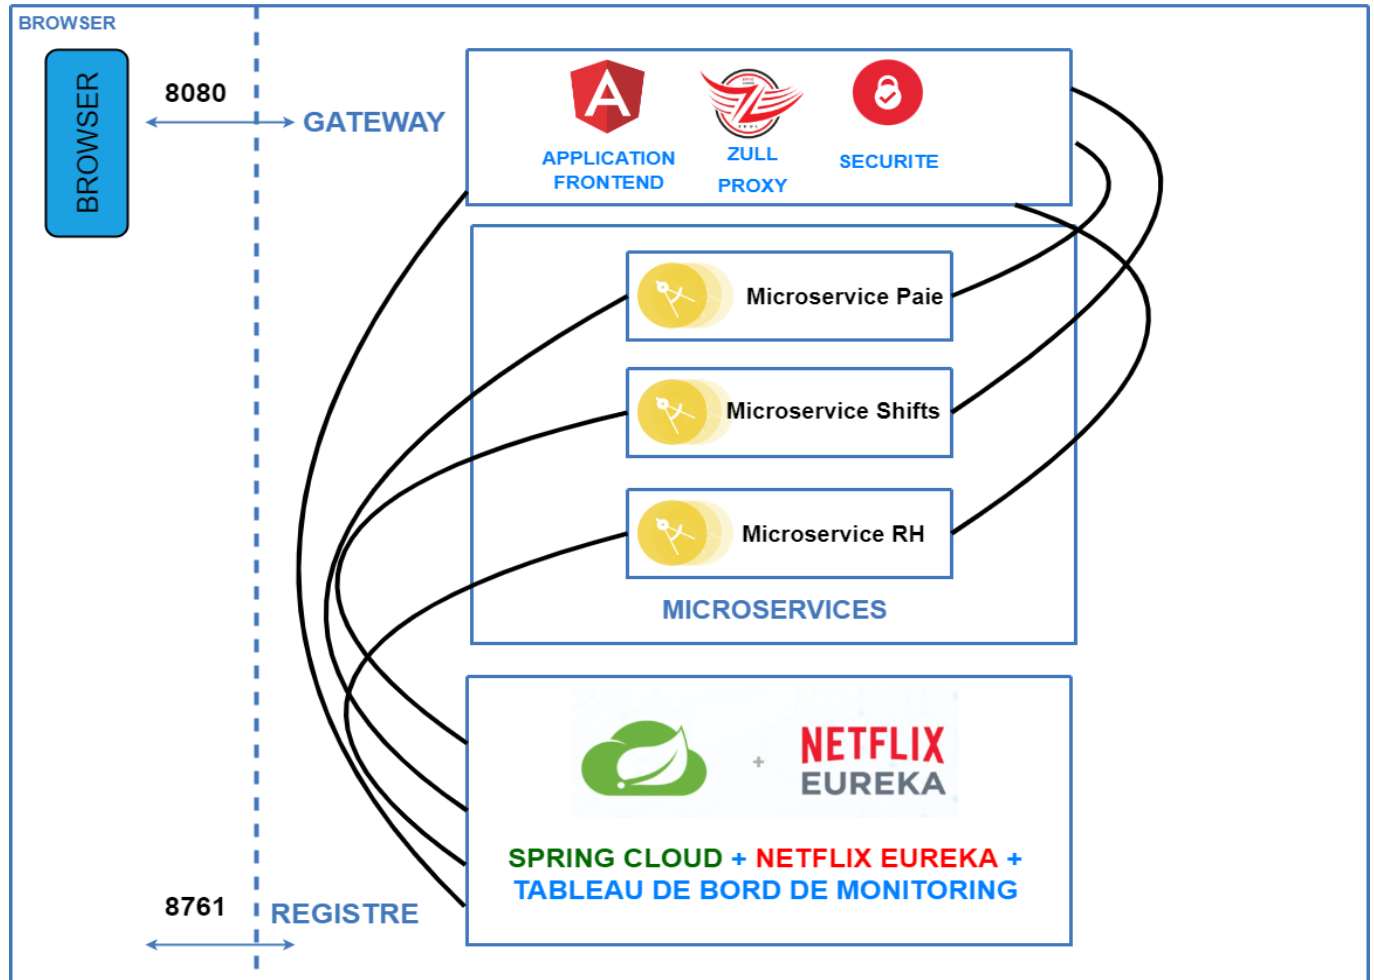 BROWSER
BROWSER
8080
GATEWAY
APPLICATION
FRONTEND
ZULL
PROXY
SECURITE
Microservice Paie
Microservice Shifts
Microservice RH
MICROSERVICES
+
NETFLIX
EUREKA
SPRING CLOUD + NETFLIX EUREKA +
TABLEAU DE BORD DE MONITORING
8761
REGISTRE